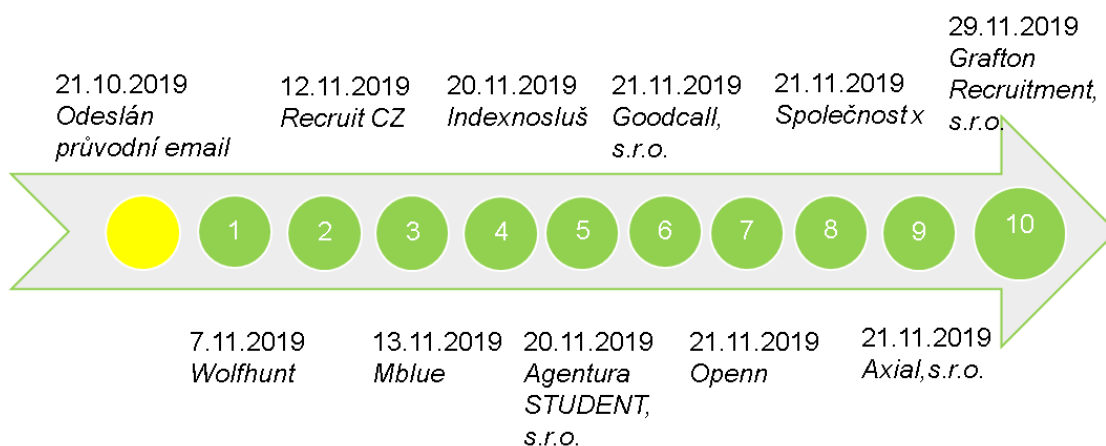 21.10.2019
Odeslán
průvodní email
12.11.2019
Recruit CZ
20.11.2019
Indexnosluš
21.11.2019
Goodcall,
s.r.o.
21.11.2019
Společnost x
29.11.2019
Grafton
Recruitment,
s.r.o.
1
2
3
4
5
6
7
8
9
10
7.11.2019
Wolfhunt
13.11.2019
Mblue
20.11.2019
Agentura
STUDENT,
s.r.o.
21.11.2019
Openn
21.11.2019
Axial,s.r.o.